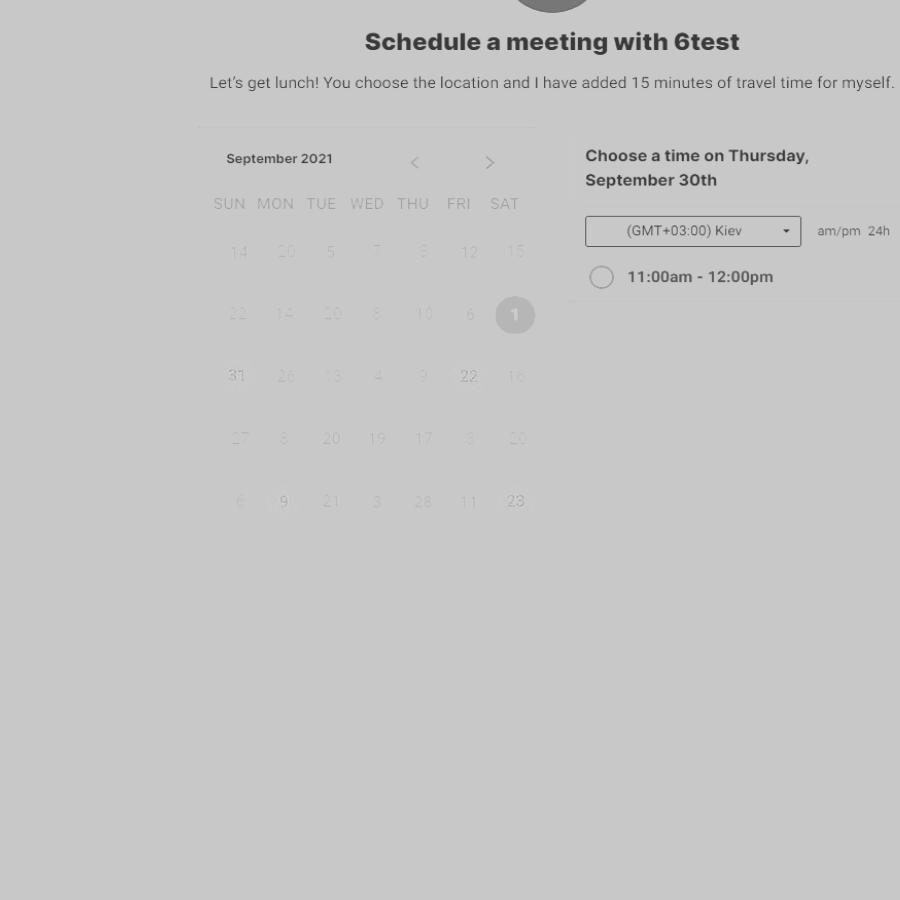 Schedule a meeting with 6test
Let's get lunch! You choose the location and I have added 15 minutes of travel time for myself.
September 2021
SUN MON TUE WED THU FRI SAT
14 20 5 7 8 12 15
22 14 20 8 10 6 1
31 26 13 4 9 22 16
27 8 20 19 17 20
6 9 21 3 28 11 23
Choose a time on Thursday,
September 30th
(GMT+03:00) Kiev am/pm 24h
11:00am - 12:00pm